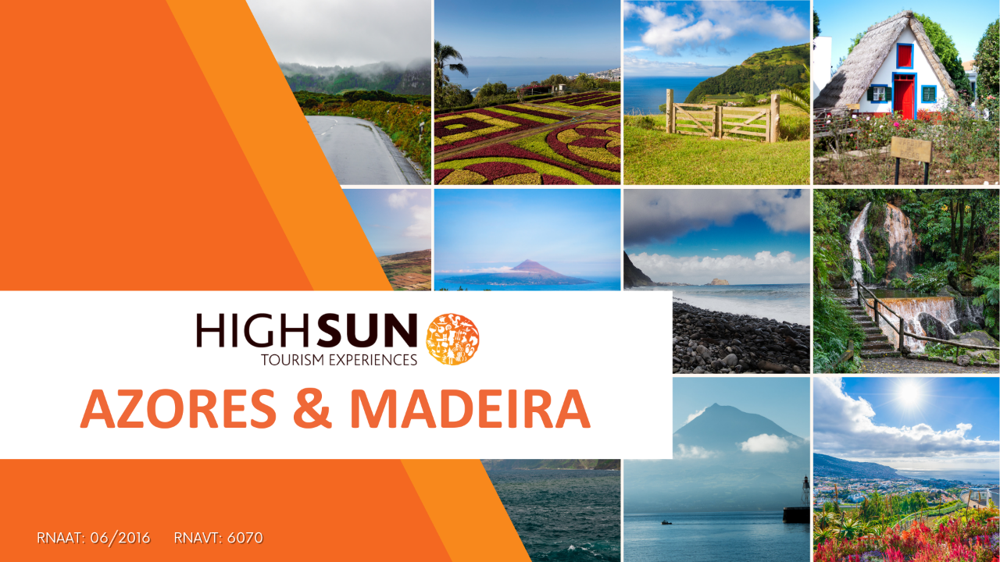 HIGHSUN
TOURISM EXPERIENCES
AZORES & MADEIRA
RNAAT: 06/2016 RNAVT: 6070